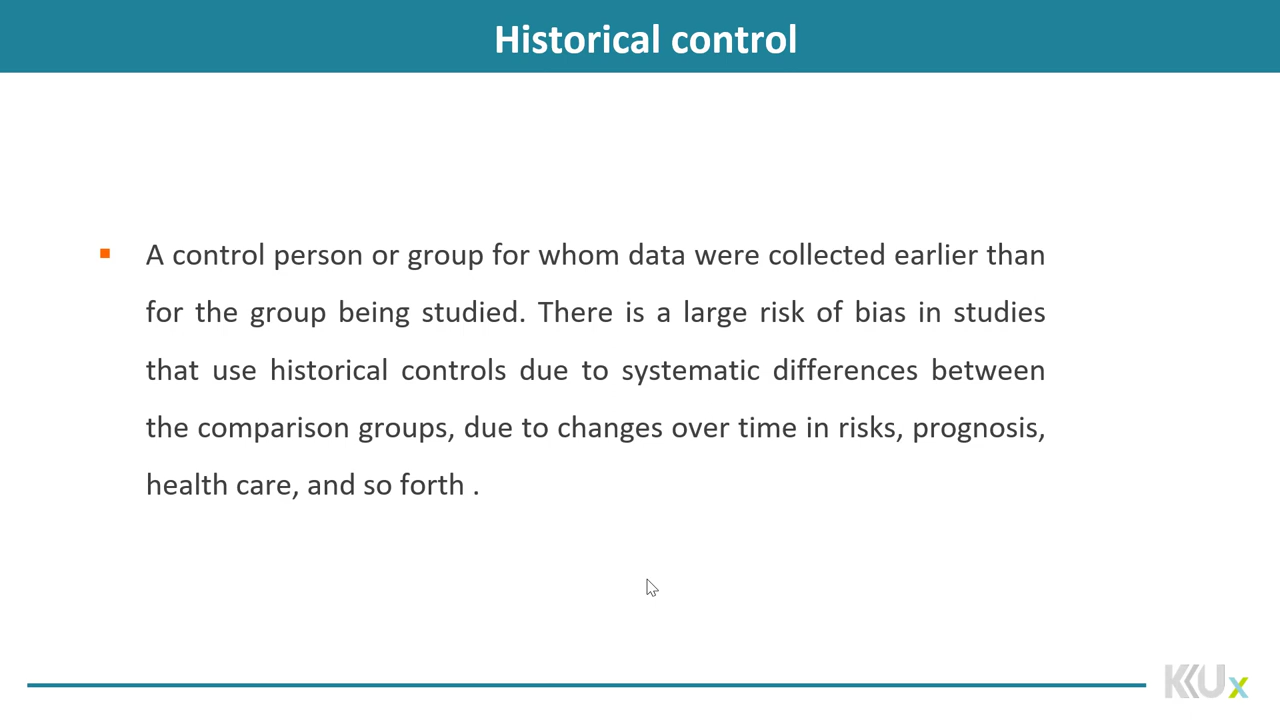 Historical control
A control person or group for whom data were collected earlier than
for the group being studied. There is a large risk of bias in studies
that use historical controls due to systematic differences between
the comparison groups, due to changes over time in risks, prognosis,
health care, and so forth .
KKUx